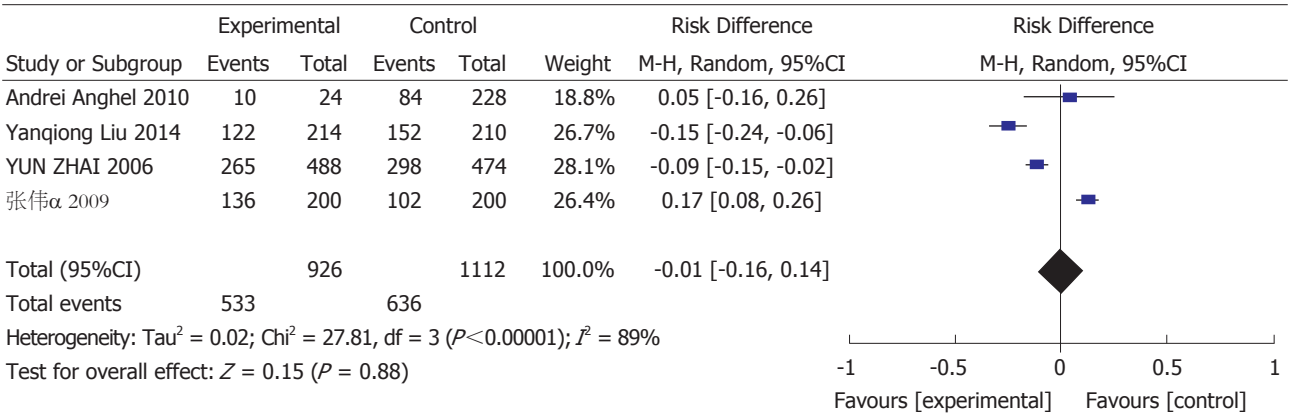 Experimental Control Risk Difference Risk Difference
Study or Subgroup Events Total Events Total Weight M-H, Random, 95%CI M-H, Random, 95%CI
Andrei Anghel 2010 10 24 84 228 18.8% 0.05 [-0.16, 0.26]
Yanqiong Liu 2014 122 214 152 210 26.7% -0.15 [-0.24, -0.06]
YUN ZHAI 2006 265 488 298 474 28.1% -0.09 [-0.15, -0.02]
张伟α 2009 136 200 102 200 26.4% 0.17 [0.08, 0.26]
Total (95%CI) 926 1112 100.0% -0.01 [-0.16, 0.14]
Total events 533 636
Heterogeneity: Tau² = 0.02; Chi² = 27.81, df = 3 (P<0.00001); I² = 89%
Test for overall effect: Z = 0.15 (P = 0.88)
-1 -0.5 0 0.5 1
Favours [experimental] Favours [control]